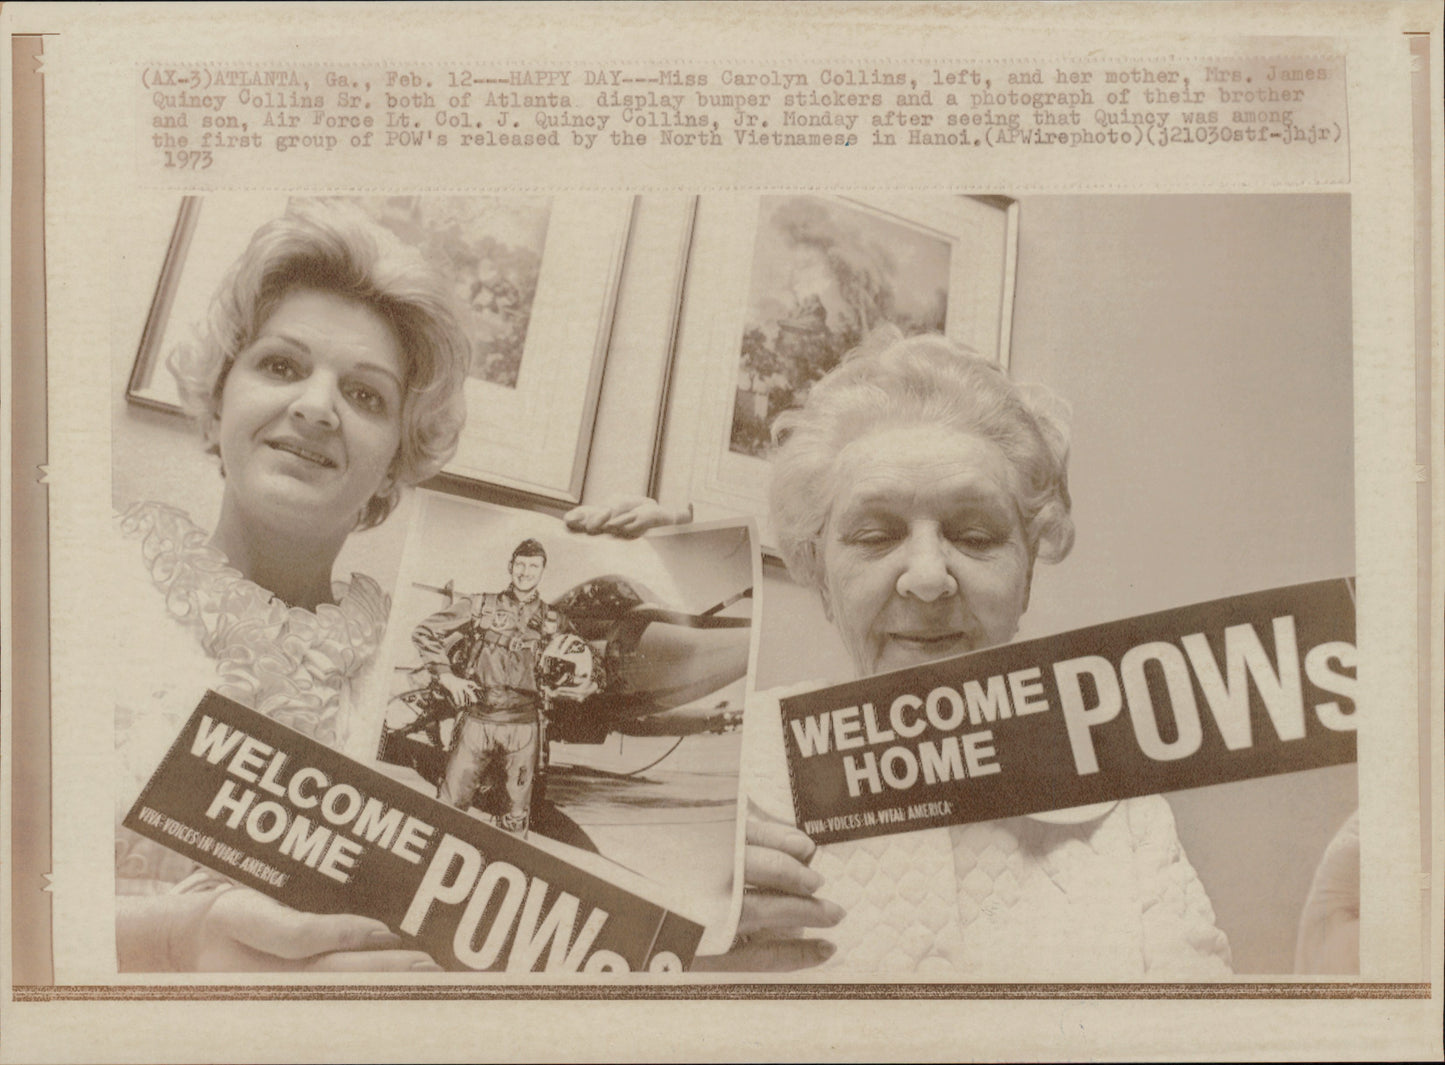 (AX-3)ATLANTA, Ga., Feb. 12---HAPPY DAY---Miss Carolyn Collins, left, and her mother, Mrs. James
Quincy Collins Sr. both of Atlanta display bumper stickers and a photograph of their brother
and son, Air Force Lt. Col. J. Quincy Collins, Jr. Monday after seeing that Quincy was among
the first group of POW's released by the North Vietnamese in Hanoi.(APWirephoto)(j21030stf-jhjr)
1973
WELCOME
HOME
POWs
VIVA-VOICES-IN-VITAL AMERICA
WELCOME
HOME
POWs
VIVA-VOICES-IN-VITAL AMERICA